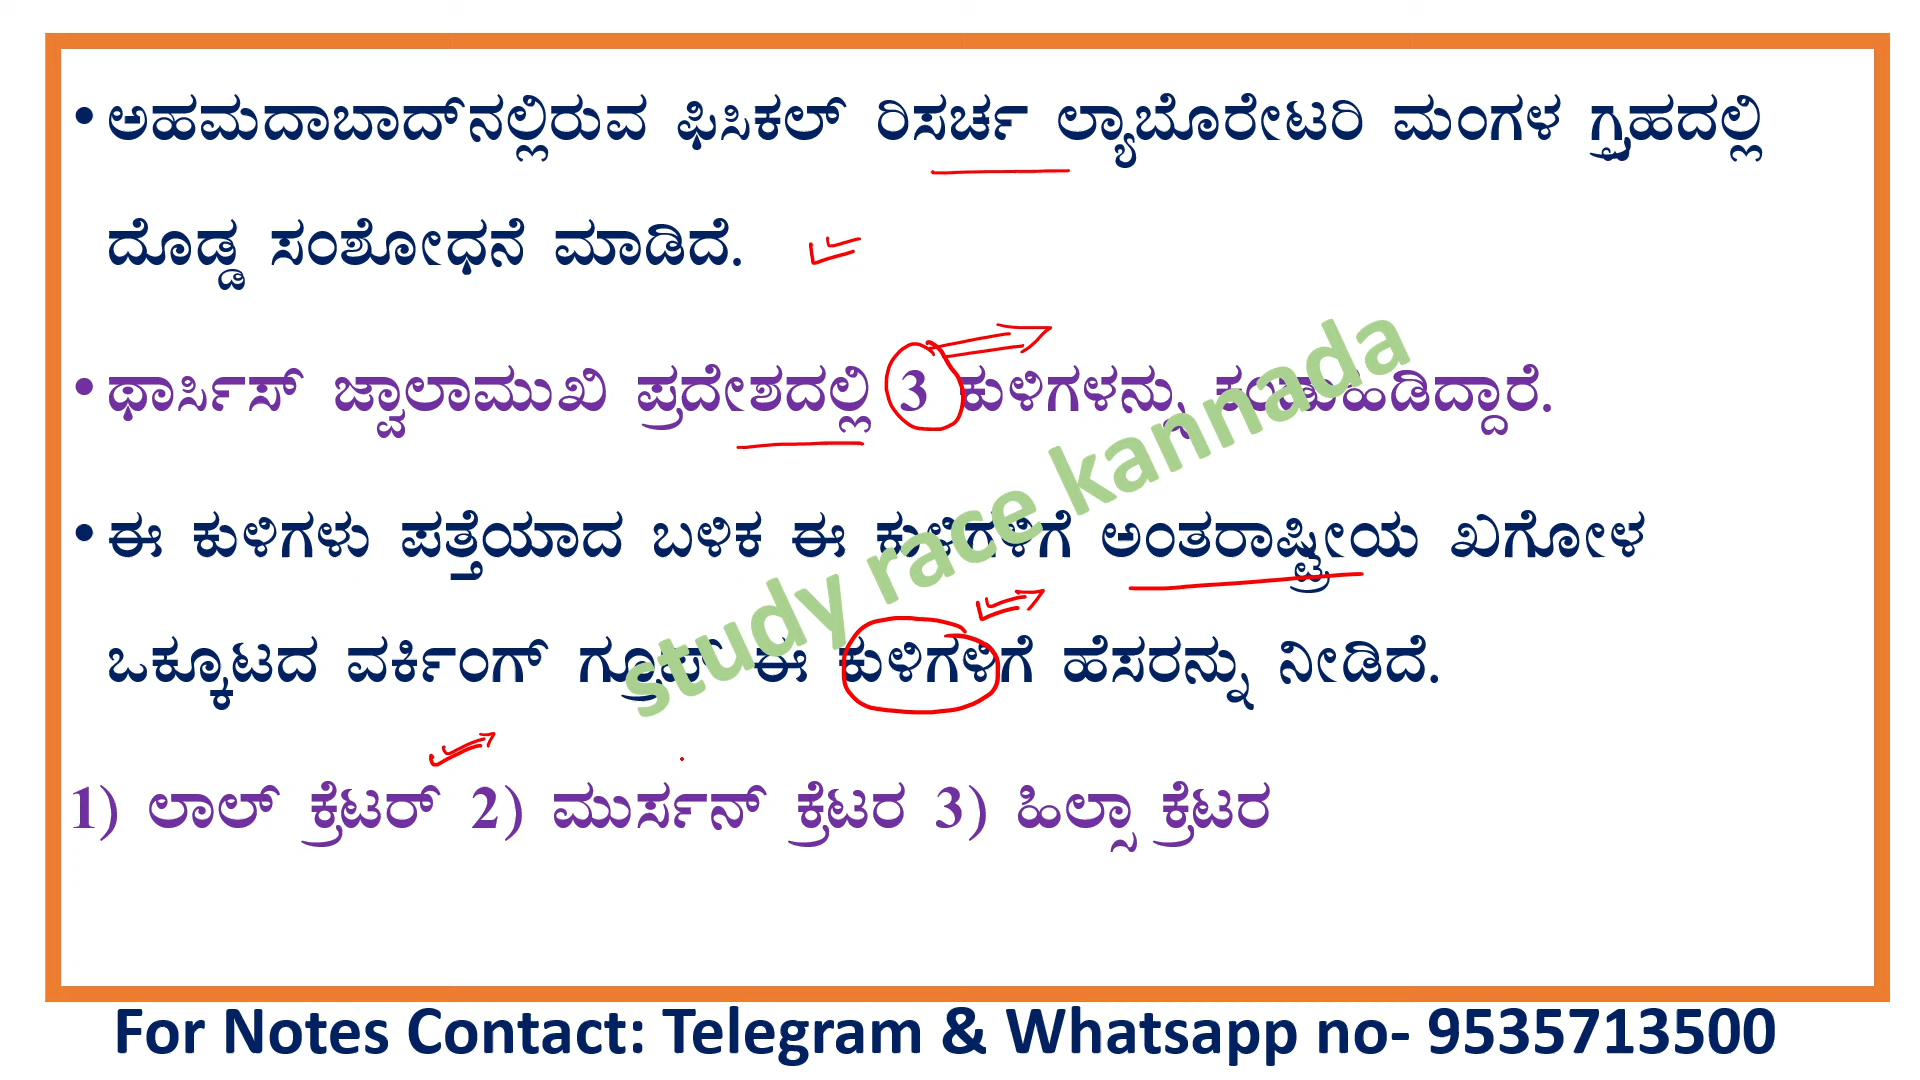 • ಅಹಮದಾಬಾದ್‌ನಲ್ಲಿರುವ ಫಿಸಿಕಲ್ ರಿಸರ್ಚ ಲ್ಯಾಬೊರೇಟರಿ ಮಂಗಳ ಗ್ರಹದಲ್ಲಿ
ದೊಡ್ಡ ಸಂಶೋಧನೆ ಮಾಡಿದೆ.
• ಥಾರ್ಸಿಸ್ ಜ್ವಾಲಾಮುಖಿ ಪ್ರದೇಶದಲ್ಲಿ 3 ಕುಳಿಗಳನ್ನು ಕಂಡುಹಿಡಿದ್ದಾರೆ.
• ಈ ಕುಳಿಗಳು ಪತ್ತೆಯಾದ ಬಳಿಕ ಈ ಕುಳಿಗಳಿಗೆ ಅಂತರಾಷ್ಟ್ರೀಯ ಖಗೋಳ
ಒಕ್ಕೂಟದ ವರ್ಕಿಂಗ್ ಗ್ರೂಪ್ ಈ ಕುಳಿಗಳಿಗೆ ಹೆಸರನ್ನು ನೀಡಿದೆ.
1) ಲಾಲ್ ಕ್ರೆಟರ್ 2) ಮುರ್ಸನ್ ಕ್ರೆಟರ 3) ಹಿಲ್ಸಾ ಕ್ರೆಟರ
study race kannada
For Notes Contact: Telegram & Whatsapp no- 9535713500